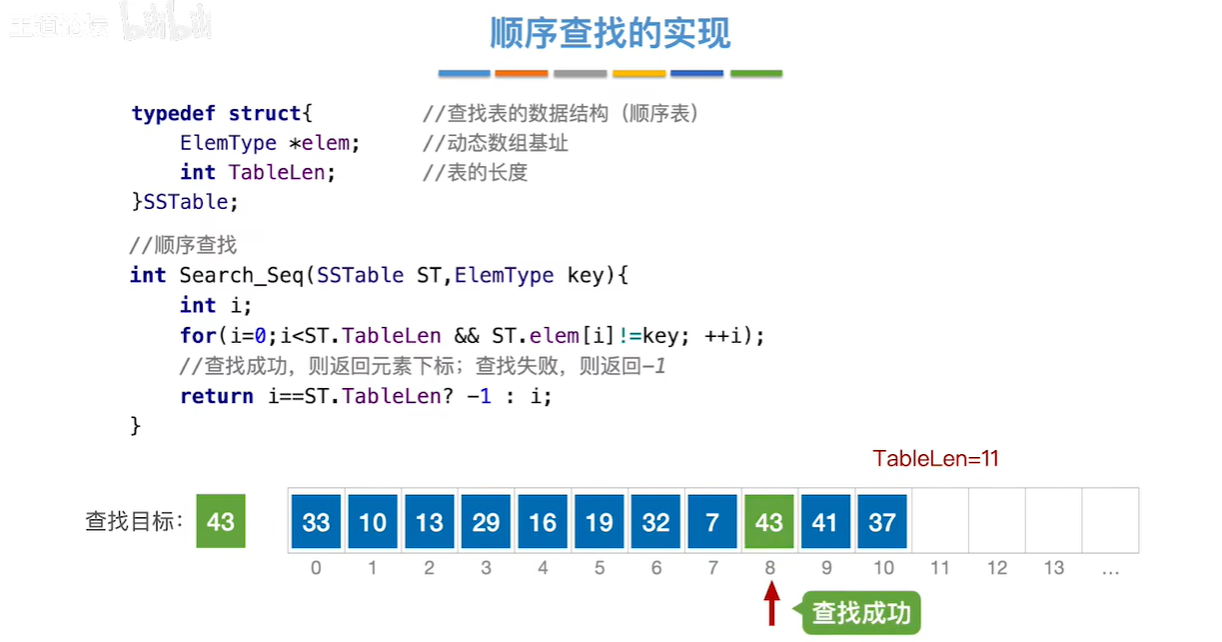 王道论坛 bilibili
顺序查找的实现
typedef struct{ //查找表的数据结构（顺序表）
ElemType *elem; //动态数组基址
int TableLen; //表的长度
}SSTable;
//顺序查找
int Search_Seq(SSTable ST,ElemType key){
int i;
for(i=0;i<ST.TableLen && ST.elem[i]!=key; ++i);
//查找成功，则返回元素下标；查找失败，则返回-1
return i==ST.TableLen? -1 : i;
}
TableLen=11
查找目标： 43 33 10 13 29 16 19 32 7 43 41 37
0 1 2 3 4 5 6 7 8 9 10 11 12 13 ...
查找成功